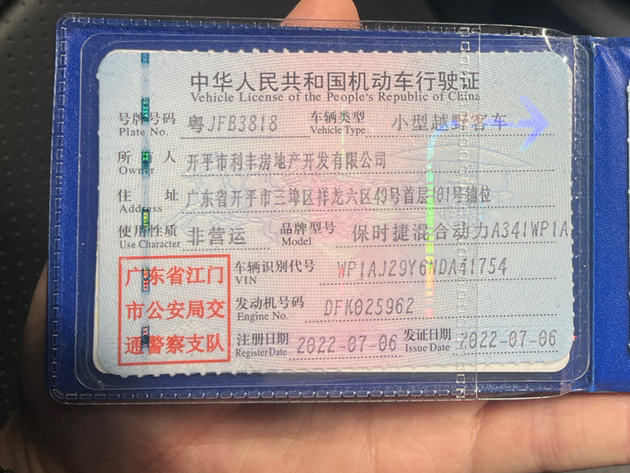 中华人民共和国机动车行驶证
Vehicle License of the People's Republic of China
号牌号码 粤JFB3818 车辆类型 小型越野客车
Plate No. Vehicle Type
所有人 开平市利丰房地产开发有限公司
Owner
住址 广东省开平市三埠区祥龙六区49号首层101号铺位
Address
使用性质 非营运 品牌型号 保时捷混合动力A341WP1A
Use Character Model
广东省江门
市公安局交
通警察支队
车辆识别代号 WP1AJ29Y6NDA41754
VIN
发动机号码 DFK025962
Engine No.
注册日期 2022-07-06 发证日期 2022-07-06
Register Date Issue Date